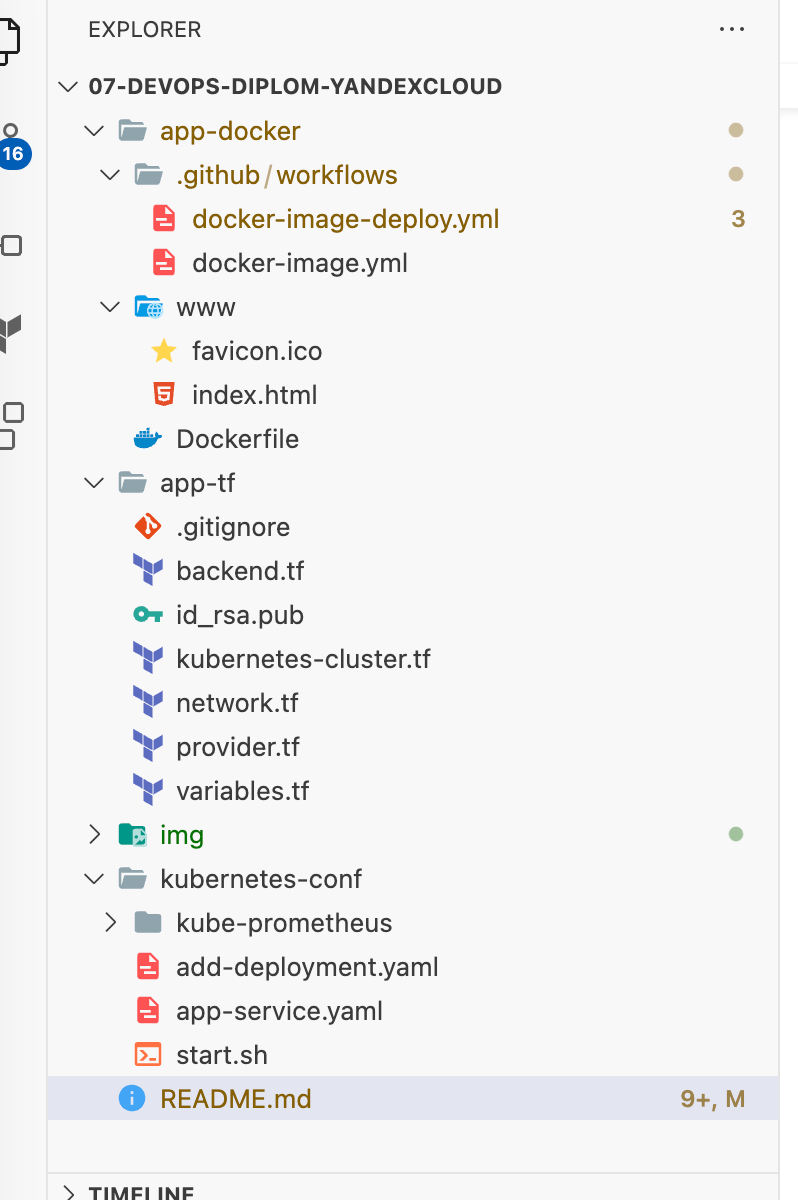 EXPLORER ...
07-DEVOPS-DIPLOM-YANDEXCLOUD
app-docker
16
.github/workflows
docker-image-deploy.yml 3
docker-image.yml
www
favicon.ico
index.html
Dockerfile
app-tf
.gitignore
backend.tf
id_rsa.pub
kubernetes-cluster.tf
network.tf
provider.tf
variables.tf
img
kubernetes-conf
kube-prometheus
add-deployment.yaml
app-service.yaml
start.sh
README.md 9+, M
TIMELINE